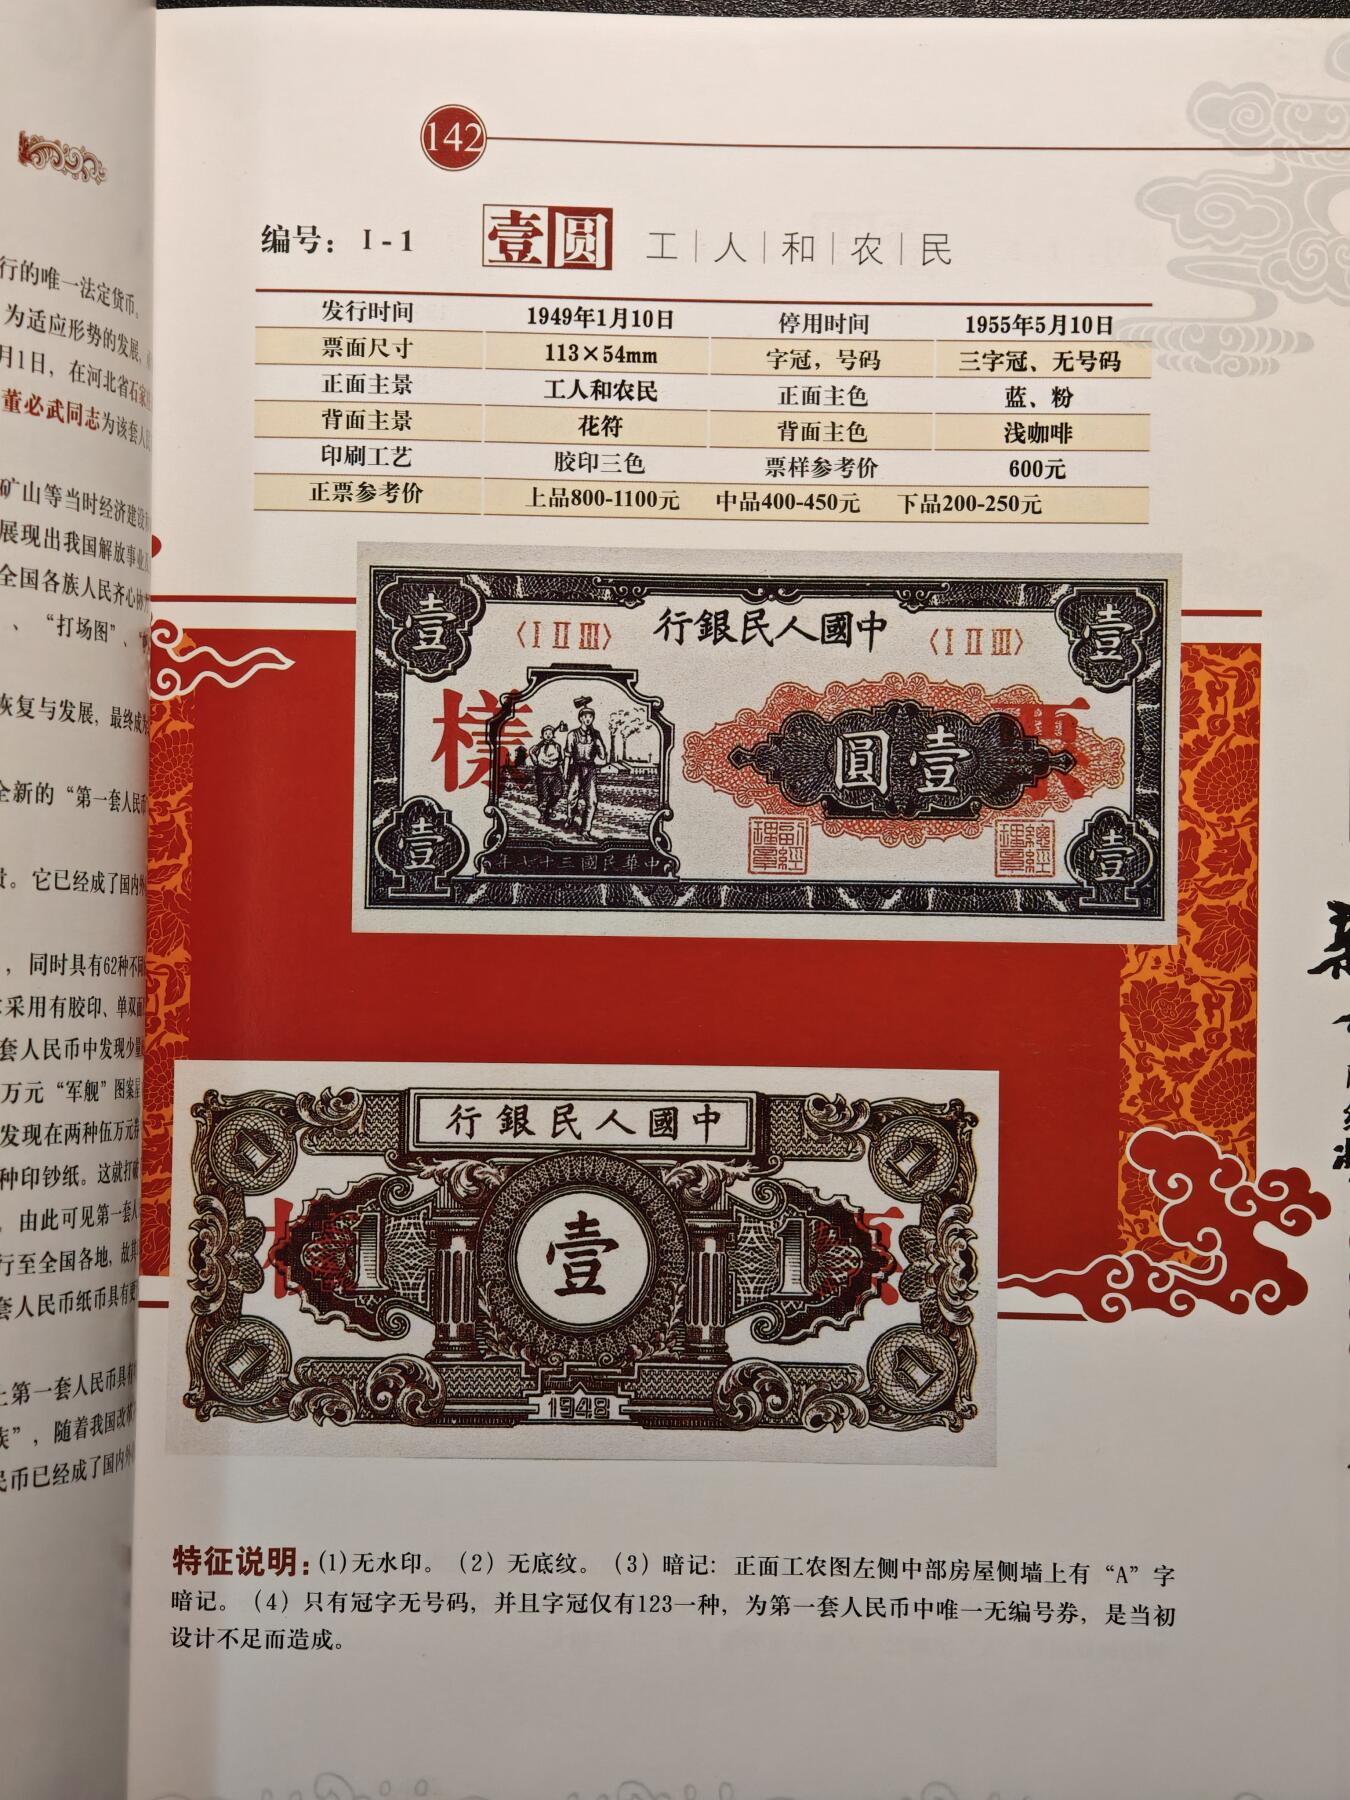 行的唯一法定货币。
为适应形势的发展,
月1日，在河北省石家
董必武同志为该套人
矿山等当时经济建设
展现出我国解放事业
全国各族人民齐心协
、“打场图”、
恢复与发展，最终成为
全新的“第一套人民币
贵。它已经成了国内外
，同时具有62种不同
采用有胶印、单双面
套人民币中发现少量
万元“军舰”图案
发现在两种伍万元券
种印钞纸。这就打破
。由此可见第一套人
行至全国各地，故其
套人民币纸币具有更
上第一套人民币具有
族”，随着我国改革
民币已经成了国内外
142
编号：Ⅰ-1 壹圆 工人和农民
发行时间 1949年1月10日 停用时间 1955年5月10日
票面尺寸 113×54mm 字冠，号码 三字冠、无号码
正面主景 工人和农民 正面主色 蓝、粉
背面主景 花符 背面主色 浅咖啡
印刷工艺 胶印三色 票样参考价 600元
正票参考价 上品800-1100元 中品400-450元 下品200-250元
壹 行銀民人國中 壹
〈Ⅰ Ⅱ Ⅲ〉 〈Ⅰ Ⅱ Ⅲ〉
樣 圓壹 票
壹 年七十三國民華中 壹
行銀民人國中
樣 1 壹 1 票
1948
特征说明：(1)无水印。（2）无底纹。（3）暗记：正面工农图左侧中部房屋侧墙上有“A”字
暗记。（4）只有冠字无号码，并且字冠仅有123一种，为第一套人民币中唯一无编号券，是当初
设计不足而造成。